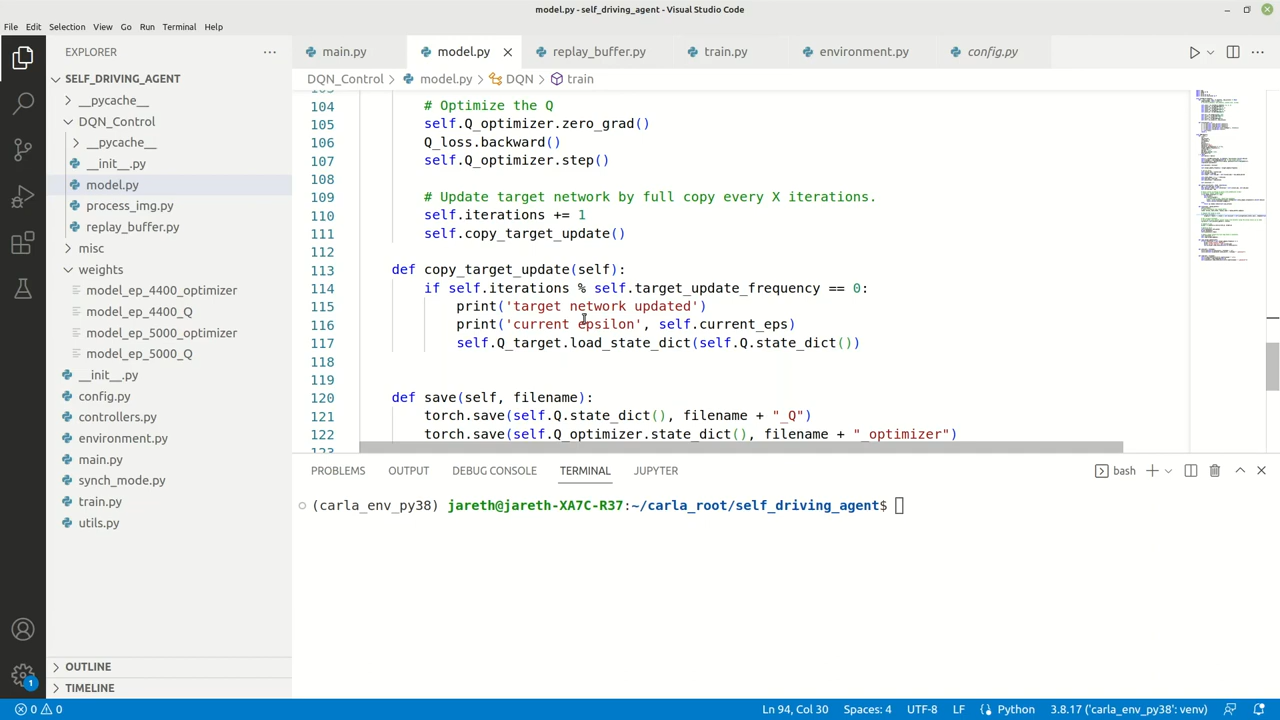 model.py - self_driving_agent - Visual Studio Code
File Edit Selection View Go Run Terminal Help
EXPLORER
SELF_DRIVING_AGENT
__pycache__
DQN_Control
__pycache__
__init__.py
model.py
process_img.py
replay_buffer.py
misc
weights
model_ep_4400_optimizer
model_ep_4400_Q
model_ep_5000_optimizer
model_ep_5000_Q
__init__.py
config.py
controllers.py
environment.py
main.py
synch_mode.py
train.py
utils.py
OUTLINE
TIMELINE
main.py model.py replay_buffer.py train.py environment.py config.py
DQN_Control > model.py > DQN > train
104 # Optimize the Q
105 self.Q_optimizer.zero_grad()
106 Q_loss.backward()
107 self.Q_optimizer.step()
108
109 # Update target network by full copy every X iterations.
110 self.iterations += 1
111 self.copy_target_update()
112
113 def copy_target_update(self):
114 if self.iterations % self.target_update_frequency == 0:
115 print('target network updated')
116 print('current epsilon', self.current_eps)
117 self.Q_target.load_state_dict(self.Q.state_dict())
118
119
120 def save(self, filename):
121 torch.save(self.Q.state_dict(), filename + "_Q")
122 torch.save(self.Q_optimizer.state_dict(), filename + "_optimizer")
PROBLEMS OUTPUT DEBUG CONSOLE TERMINAL JUPYTER bash
(carla_env_py38) jareth@jareth-XA7C-R37:~/carla_root/self_driving_agent$
1
0 0 Ln 94, Col 30 Spaces: 4 UTF-8 LF Python 3.8.17 ('carla_env_py38': venv)